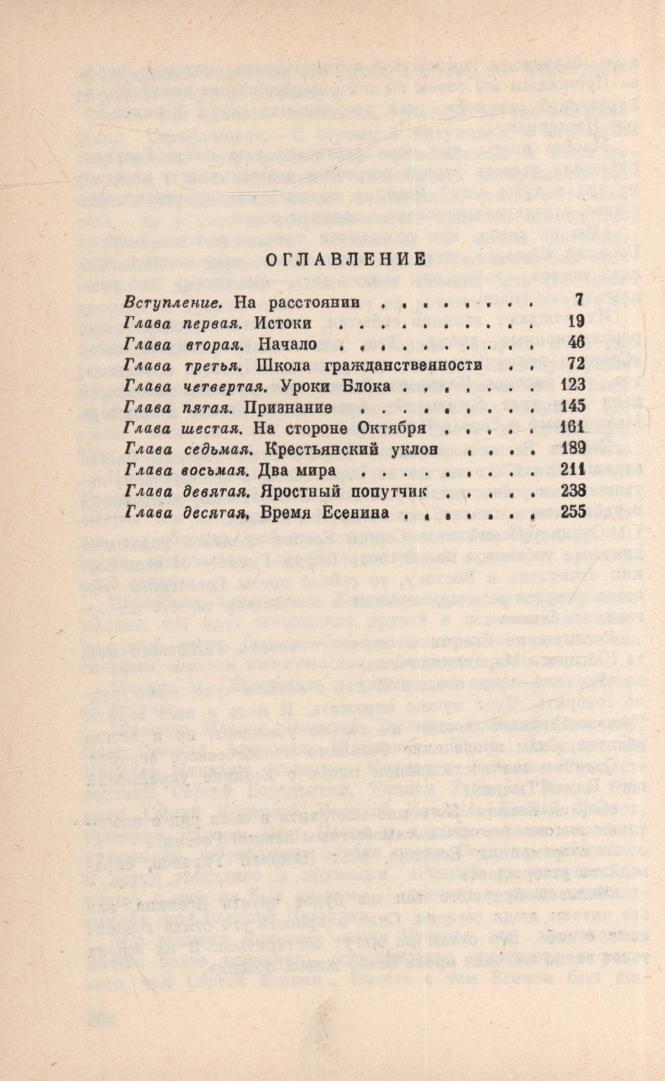 ОГЛАВЛЕНИЕ
Вступление. На расстоянии . . . . . . . . . 7
Глава первая. Истоки . . . . . . . . . . . 19
Глава вторая. Начало . . . . . . . . . . . 46
Глава третья. Школа гражданственности . . 72
Глава четвертая. Уроки Блока . . . . . . . 123
Глава пятая. Признание . . . . . . . . . 145
Глава шестая. На стороне Октября . . . . . 161
Глава седьмая. Крестьянский уклон . . . . 189
Глава восьмая. Два мира . . . . . . . . . 211
Глава девятая. Яростный попутчик . . . . . 238
Глава десятая. Время Есенина . . . . . . . 255